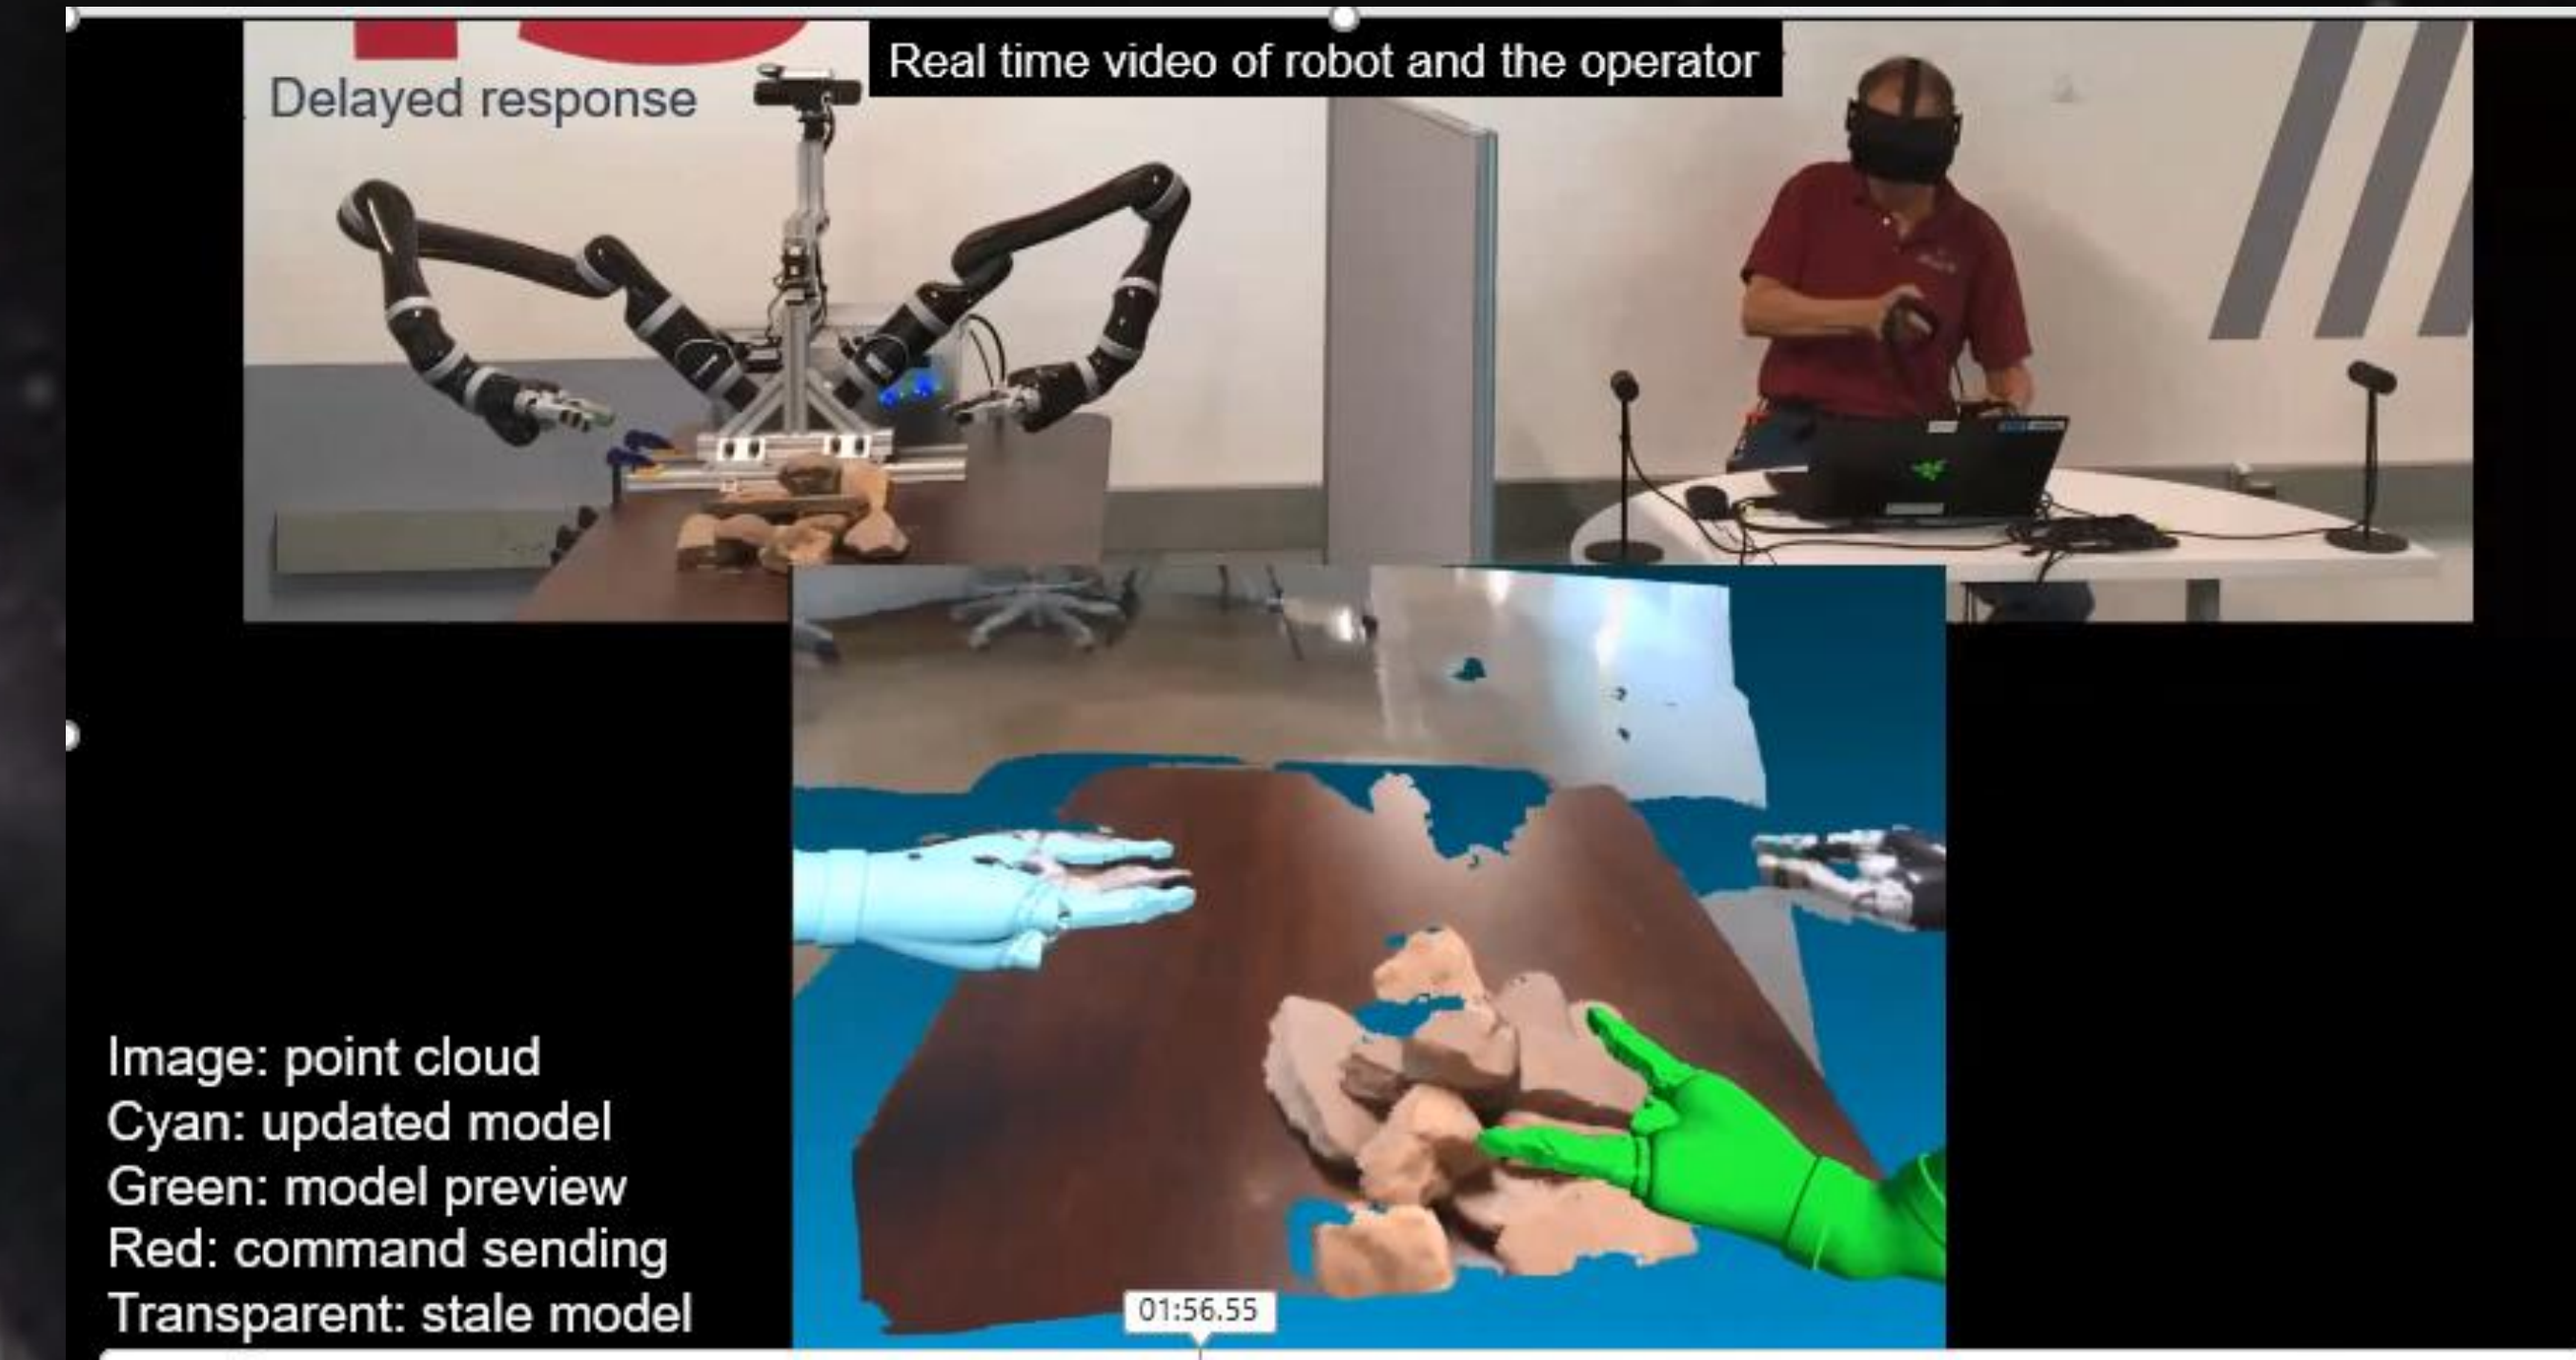 Real time video of robot and the operator
Delayed response
Image: point cloud
Cyan: updated model
Green: model preview
Red: command sending
Transparent: stale model
01:56.55